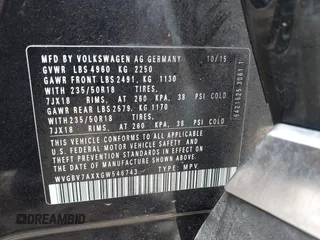 MFD. BY VOLKSWAGEN AG GERMANY 10/15
GVWR LBS 4960 KG 2250
GAWR FRONT LBS 2491, KG 1130
WITH 235/50R18 TIRES,
7JX18 RIMS, AT 260 KPA, 38 PSI COLD
GAWR REAR LBS 2579, KG 1170
WITH 235/50R18 TIRES,
7JX18 RIMS, AT 260 KPA, 38 PSI COLD
THIS VEHICLE CONFORMS TO ALL APPLICABLE
U.S. FEDERAL MOTOR VEHICLE SAFETY AND
THEFT PREVENTION STANDARDS IN EFFECT ON THE
DATE OF MANUFACTURE SHOWN ABOVE.
WVGBV7AXXGW546743 TYPE: MPV
DREAMBID